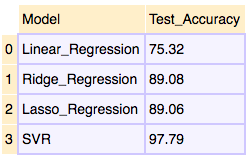 Model Test_Accuracy
0 Linear_Regression 75.32
1 Ridge_Regression 89.08
2 Lasso_Regression 89.06
3 SVR 97.79